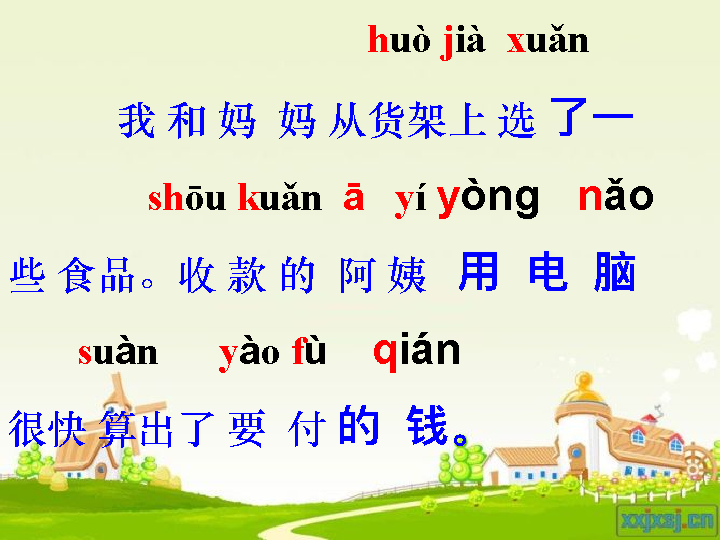 huò jià xuǎn
我和妈妈从货架上选了一
shōu kuǎn ā yí yòng nǎo
些食品。收款的阿姨用电脑
suàn yào fù qián
很快算出了要付的钱。
xxjxsj.cn